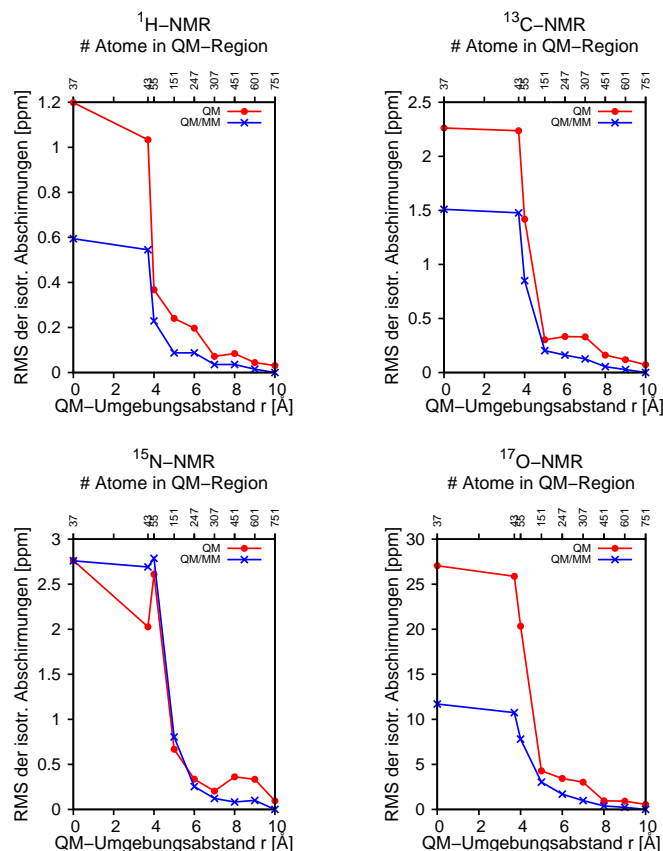 ¹H–NMR
# Atome in QM–Region
37 43 55 151 247 307 451 601 751
RMS der isotr. Abschirmungen [ppm]
1.2
1
0.8
0.6
0.4
0.2
0
QM
QM/MM
0 2 4 6 8 10
QM–Umgebungsabstand r [Å]
¹³C–NMR
# Atome in QM–Region
37 43 55 151 247 307 451 601 751
RMS der isotr. Abschirmungen [ppm]
2.5
2
1.5
1
0.5
0
QM
QM/MM
0 2 4 6 8 10
QM–Umgebungsabstand r [Å]
¹⁵N–NMR
# Atome in QM–Region
37 43 55 151 247 307 451 601 751
RMS der isotr. Abschirmungen [ppm]
3
2.5
2
1.5
1
0.5
0
QM
QM/MM
0 2 4 6 8 10
QM–Umgebungsabstand r [Å]
¹⁷O–NMR
# Atome in QM–Region
37 43 55 151 247 307 451 601 751
RMS der isotr. Abschirmungen [ppm]
30
25
20
15
10
5
0
QM
QM/MM
0 2 4 6 8 10
QM–Umgebungsabstand r [Å]